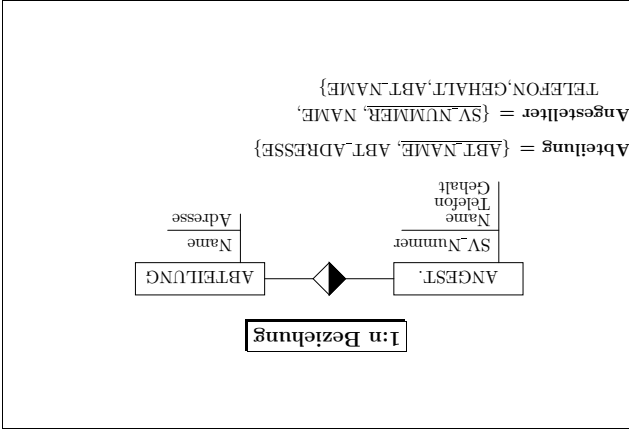 1:n Beziehung
ANGEST. ABTEILUNG
SV_Nummer Name
Name Adresse
Telefon
Gehalt
Abteilung = {ABT_NAME, ABT_ADRESSE}
Angestellter = {SV_NUMMER, NAME,
TELEFON,GEHALT,ABT_NAME}